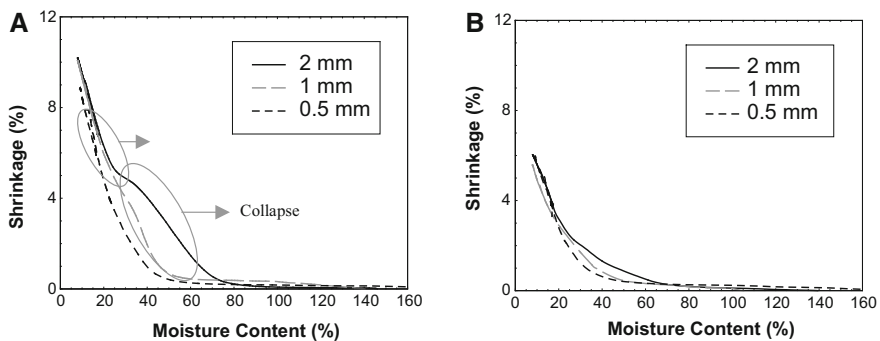 A
Shrinkage (%)
12
8
4
0
2 mm
1 mm
0.5 mm
Collapse
0 20 40 60 80 100 120 140 160
Moisture Content (%)
B
Shrinkage (%)
12
8
4
0
2 mm
1 mm
0.5 mm
0 20 40 60 80 100 120 140 160
Moisture Content (%)